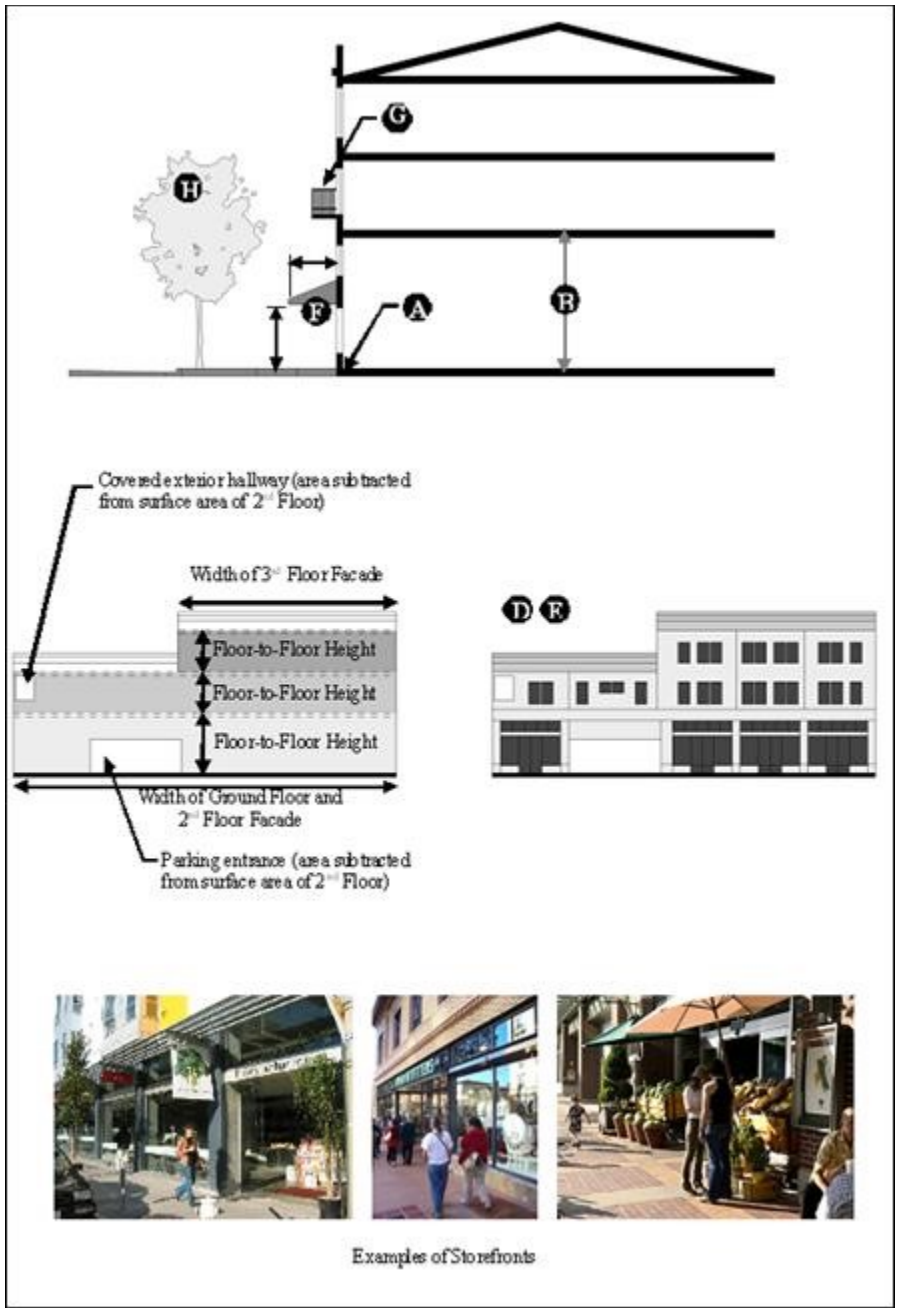 G
H
F
A
B
Covered exterior hallway (area subtracted
from surface area of 2nd Floor)
Width of 3rd Floor Facade
D E
Floor-to-Floor Height
Floor-to-Floor Height
Floor-to-Floor Height
Width of Ground Floor and
2nd Floor Facade
Parking entrance (area subtracted
from surface area of 2nd Floor)
Examples of Storefronts